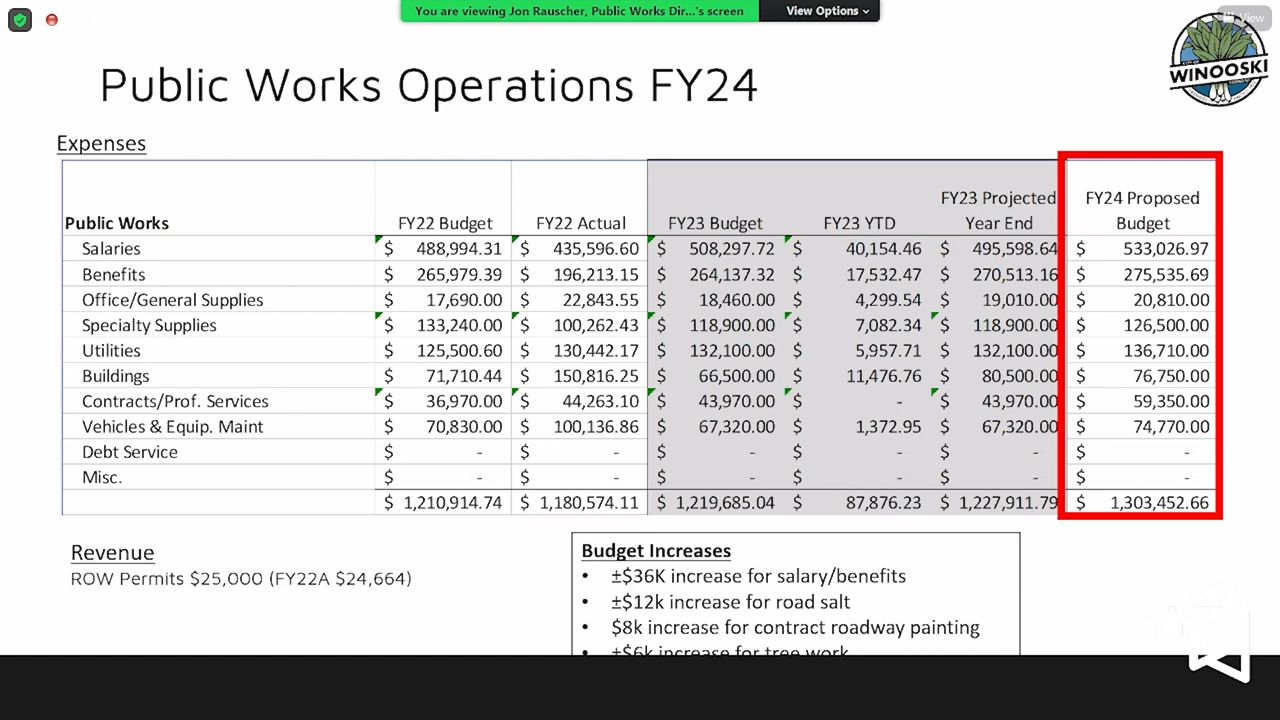 You are viewing Jon Rauscher, Public Works Dir...'s screen
View Options
View
WINOOSKI
Public Works Operations FY24
Expenses
Public Works FY22 Budget FY22 Actual FY23 Budget FY23 YTD FY23 Projected Year End FY24 Proposed Budget
Salaries $ 488,994.31 $ 435,596.60 $ 508,297.72 $ 40,154.46 $ 495,598.64 $ 533,026.97
Benefits $ 265,979.39 $ 196,213.15 $ 264,137.32 $ 17,532.47 $ 270,513.16 $ 275,535.69
Office/General Supplies $ 17,690.00 $ 22,843.55 $ 18,460.00 $ 4,299.54 $ 19,010.00 $ 20,810.00
Specialty Supplies $ 133,240.00 $ 100,262.43 $ 118,900.00 $ 7,082.34 $ 118,900.00 $ 126,500.00
Utilities $ 125,500.60 $ 130,442.17 $ 132,100.00 $ 5,957.71 $ 132,100.00 $ 136,710.00
Buildings $ 71,710.44 $ 150,816.25 $ 66,500.00 $ 11,476.76 $ 80,500.00 $ 76,750.00
Contracts/Prof. Services $ 36,970.00 $ 44,263.10 $ 43,970.00 $ - $ 43,970.00 $ 59,350.00
Vehicles & Equip. Maint $ 70,830.00 $ 100,136.86 $ 67,320.00 $ 1,372.95 $ 67,320.00 $ 74,770.00
Debt Service $ - $ - $ - $ - $ - $ -
Misc. $ - $ - $ - $ - $ - $ -
$ 1,210,914.74 $ 1,180,574.11 $ 1,219,685.04 $ 87,876.23 $ 1,227,911.79 $ 1,303,452.66
Revenue
ROW Permits $25,000 (FY22A $24,664)
Budget Increases
• ±$36K increase for salary/benefits
• ±$12k increase for road salt
• $8k increase for contract roadway painting
• ±$6k increase for tree work